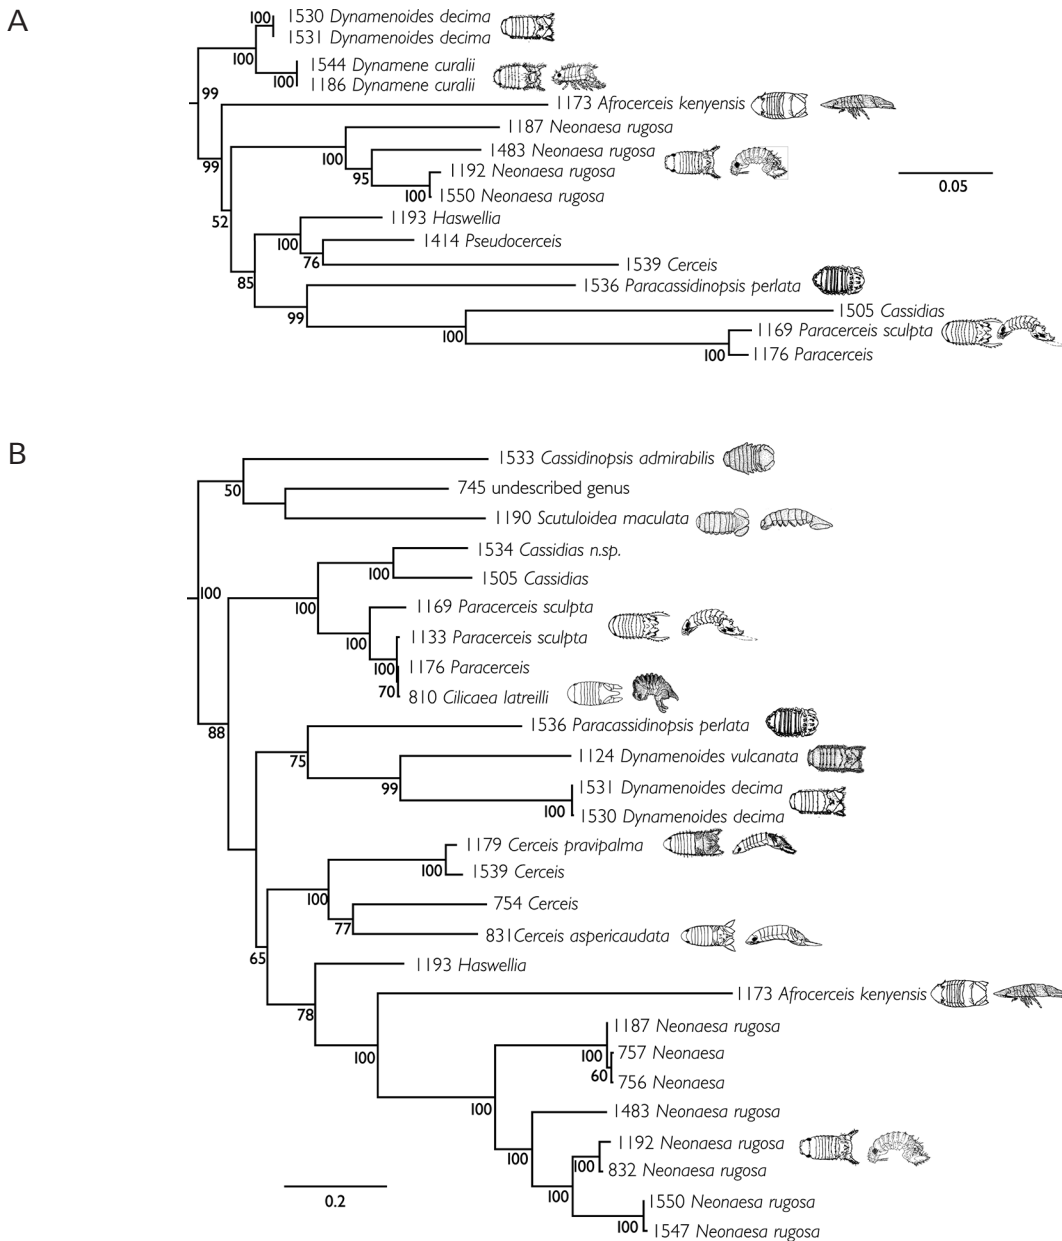 A
100
1530 Dynamenoides decima
1531 Dynamenoides decima
100
1544 Dynamene curalii
100
1186 Dynamene curalii
99
1173 Afrocerceis kenyensis
1187 Neonaesa rugosa
100
1483 Neonaesa rugosa
99
95
1192 Neonaesa rugosa
100
1550 Neonaesa rugosa
0.05
52
1193 Haswellia
100
1414 Pseudocerceis
76
1539 Cerceis
85
1536 Paracassidinopsis perlata
99
1505 Cassidias
100
1169 Paracerceis sculpta
100
1176 Paracerceis
B
1533 Cassidinopsis admirabilis
50
745 undescribed genus
1190 Scutuloidea maculata
1534 Cassidias n.sp.
100
1505 Cassidias
100
100
1169 Paracerceis sculpta
100
1133 Paracerceis sculpta
100
1176 Paracerceis
70
810 Cilicaea latreilli
88
1536 Paracassidinopsis perlata
75
1124 Dynamenoides vulcanata
99
1531 Dynamenoides decima
100
1530 Dynamenoides decima
1179 Cerceis pravipalma
100
1539 Cerceis
100
754 Cerceis
77
831Cerceis aspericaudata
65
1193 Haswellia
78
1173 Afrocerceis kenyensis
100
1187 Neonaesa rugosa
100
757 Neonaesa
60
756 Neonaesa
100
1483 Neonaesa rugosa
1192 Neonaesa rugosa
100
100
832 Neonaesa rugosa
100
1550 Neonaesa rugosa
100
1547 Neonaesa rugosa
0.2